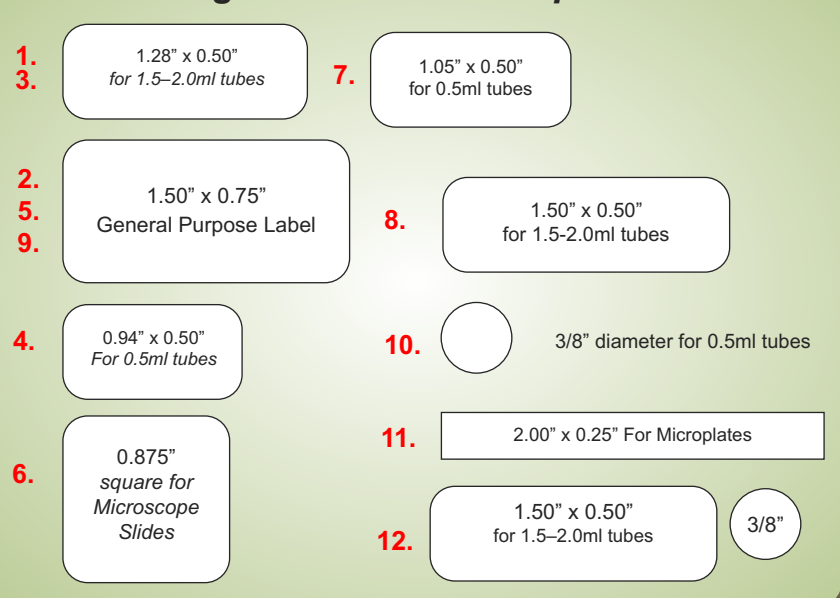 1.
3.
1.28” x 0.50”
for 1.5–2.0ml tubes
7.
1.05” x 0.50”
for 0.5ml tubes
2.
5.
9.
1.50” x 0.75”
General Purpose Label
8.
1.50” x 0.50”
for 1.5-2.0ml tubes
4.
0.94” x 0.50”
For 0.5ml tubes
10.
3/8” diameter for 0.5ml tubes
6.
0.875”
square for
Microscope
Slides
11.
2.00” x 0.25” For Microplates
12.
1.50” x 0.50”
for 1.5–2.0ml tubes
3/8”